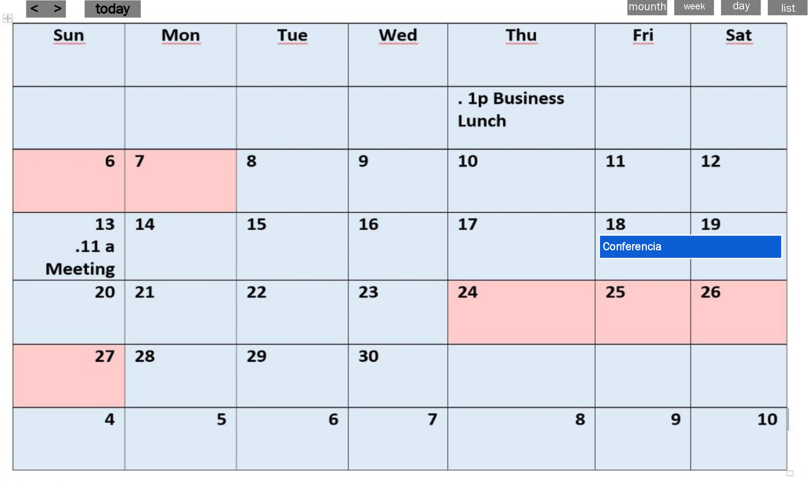 < > today mounth week day list
Sun Mon Tue Wed Thu Fri Sat
. 1p Business
Lunch
6 7 8 9 10 11 12
13 14 15 16 17 18 19
.11 a
Meeting
Conferencia
20 21 22 23 24 25 26
27 28 29 30
4 5 6 7 8 9 10